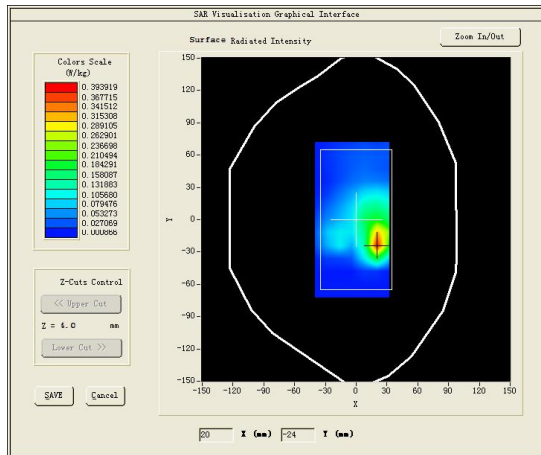 SAR Visualisation Graphical Interface
Surface Radiated Intensity
Zoom In/Out
Colors Scale
(W/kg)
0.393919
0.367715
0.341512
0.315308
0.289105
0.262901
0.236698
0.210494
0.184291
0.158087
0.131883
0.105680
0.079476
0.053273
0.027069
0.000866
150
120
90
60
30
0
-30
-60
-90
-120
-150
Y
-150 -120 -90 -60 -30 0 30 60 90 120 150
X
Z-Cuts Control
<< Upper Cut
Z = 4.0 mm
Lower Cut >>
SAVE Cancel
20 X (mm) -24 Y (mm)